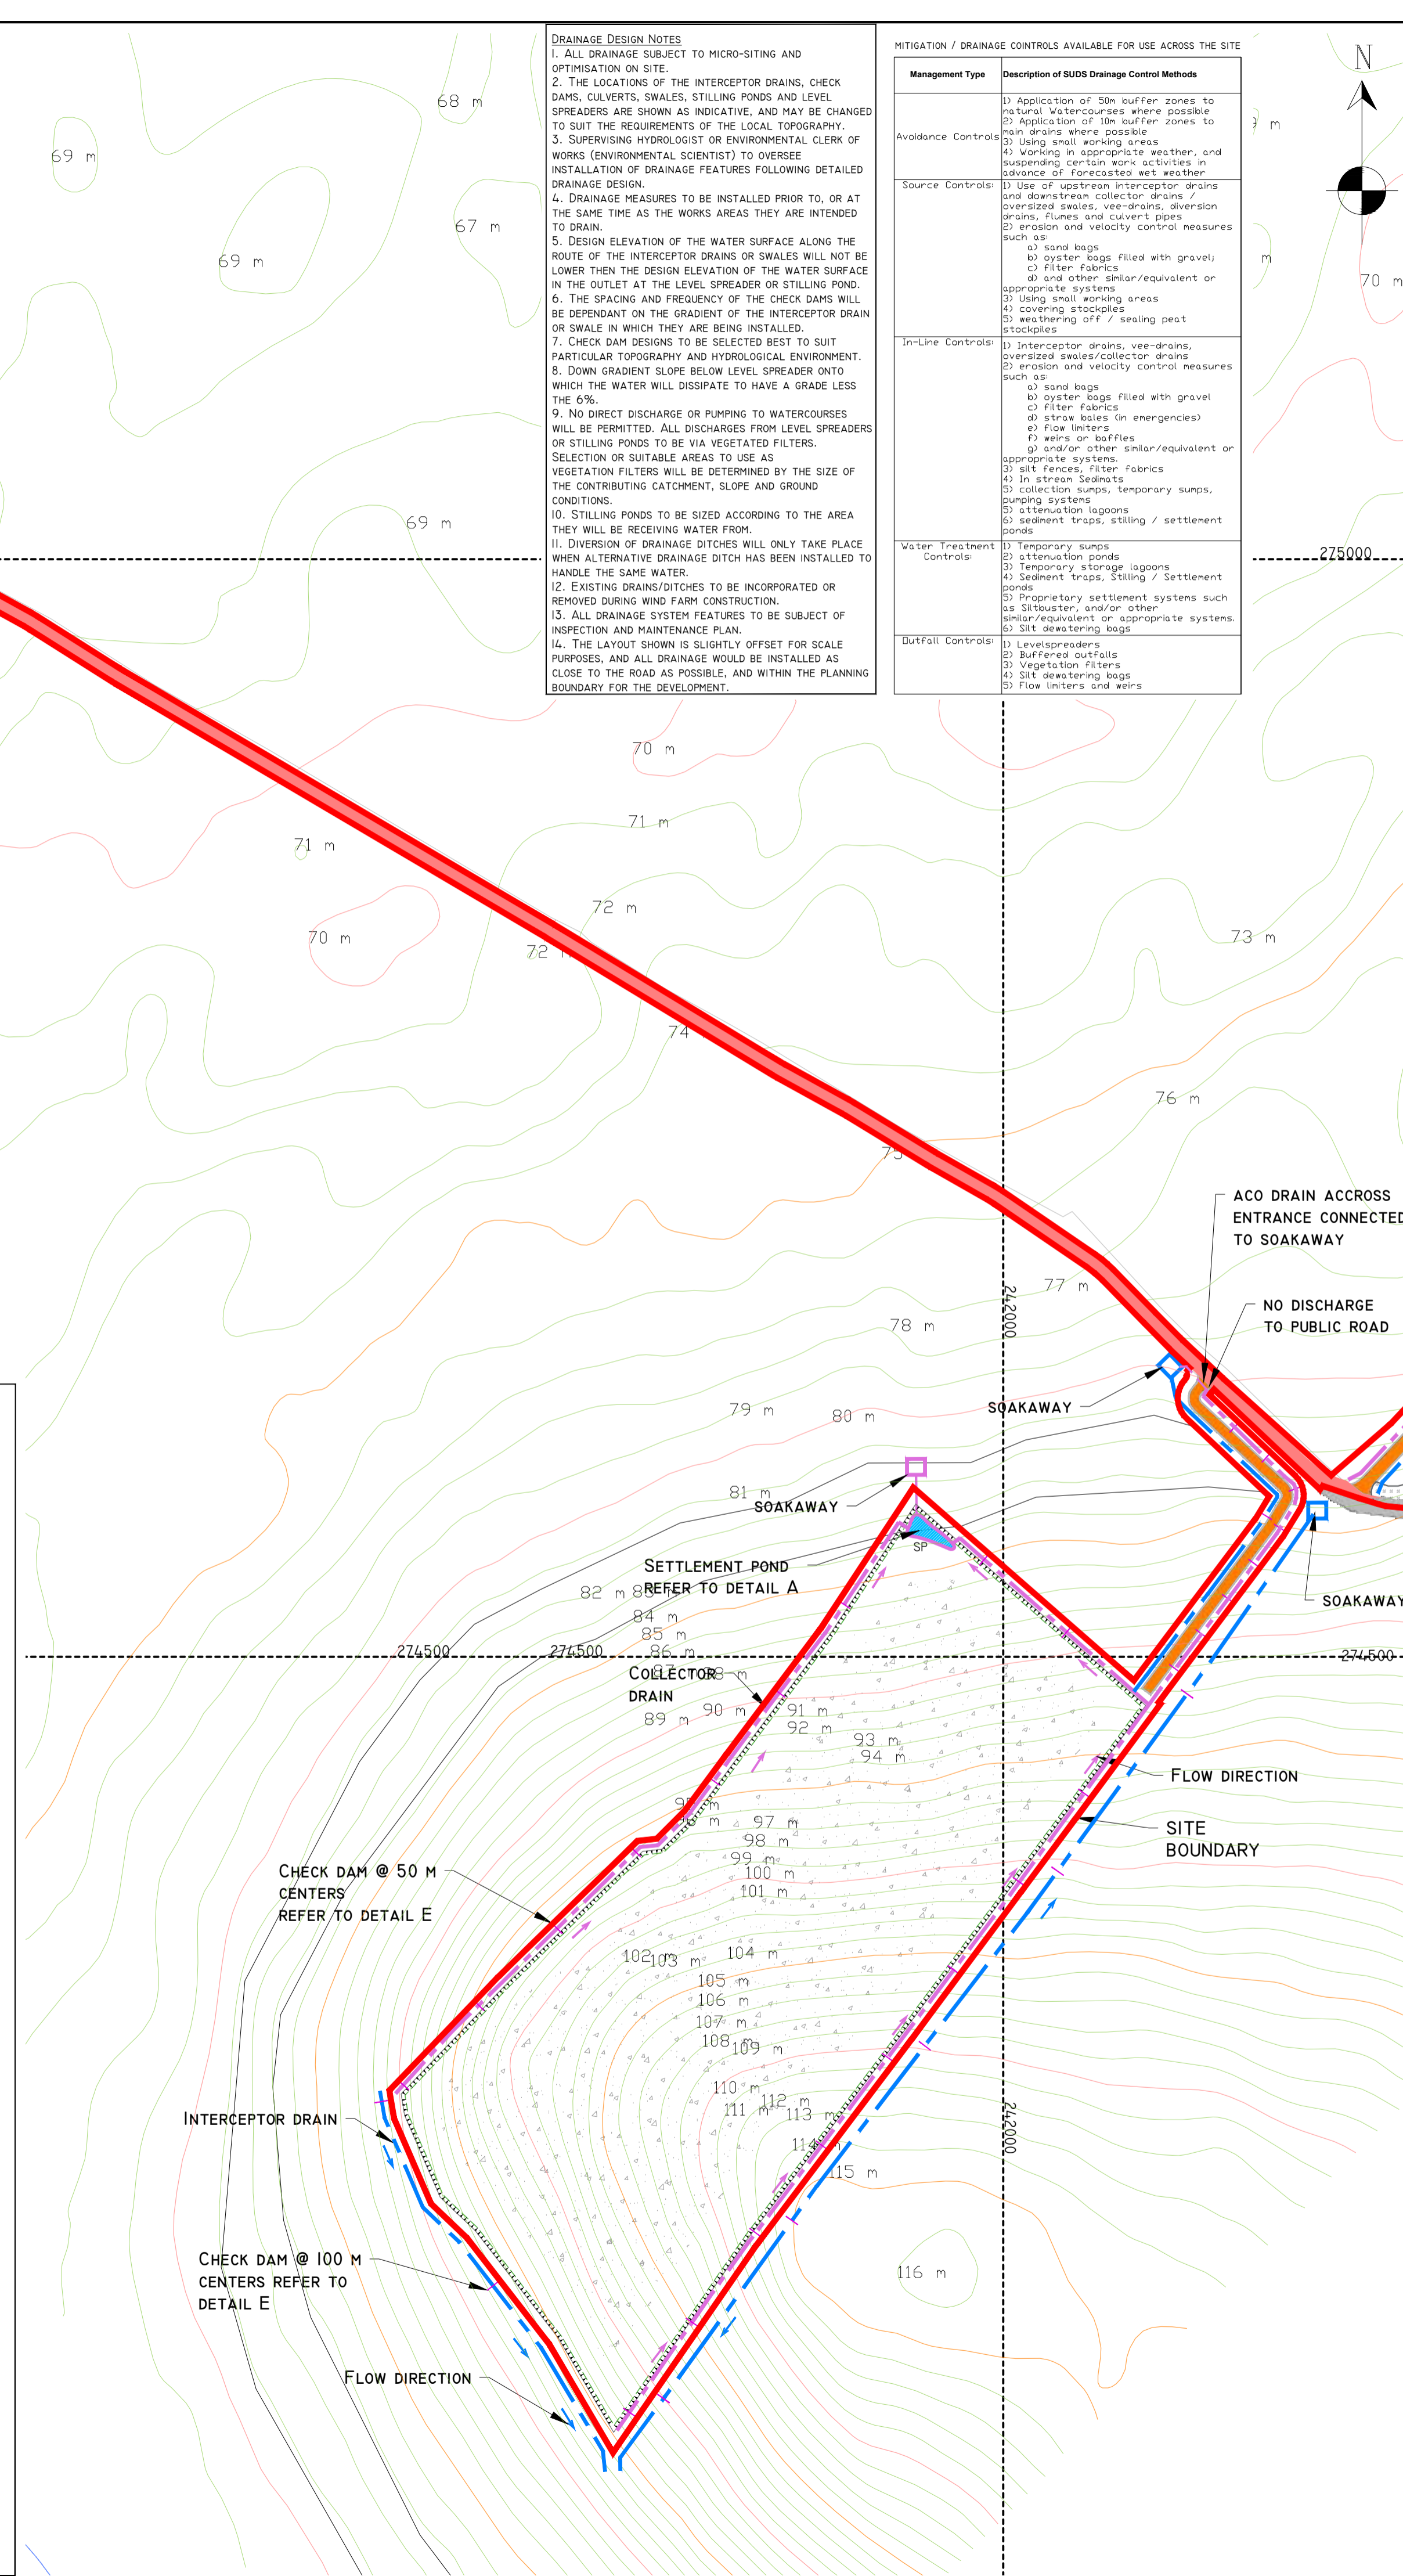 DRAINAGE DESIGN NOTES
1. ALL DRAINAGE SUBJECT TO MICRO-SITING AND
OPTIMISATION ON SITE.
2. THE LOCATIONS OF THE INTERCEPTOR DRAINS, CHECK
DAMS, CULVERTS, SWALES, STILLING PONDS AND LEVEL
SPREADERS ARE SHOWN AS INDICATIVE, AND MAY BE CHANGED
TO SUIT THE REQUIREMENTS OF THE LOCAL TOPOGRAPHY.
3. SUPERVISING HYDROLOGIST OR ENVIRONMENTAL CLERK OF
WORKS (ENVIRONMENTAL SCIENTIST) TO OVERSEE
INSTALLATION OF DRAINAGE FEATURES FOLLOWING DETAILED
DRAINAGE DESIGN.
4. DRAINAGE MEASURES TO BE INSTALLED PRIOR TO, OR AT
THE SAME TIME AS THE WORKS AREAS THEY ARE INTENDED
TO DRAIN.
5. DESIGN ELEVATION OF THE WATER SURFACE ALONG THE
ROUTE OF THE INTERCEPTOR DRAINS OR SWALES WILL NOT BE
LOWER THEN THE DESIGN ELEVATION OF THE WATER SURFACE
IN THE OUTLET AT THE LEVEL SPREADER OR STILLING POND.
6. THE SPACING AND FREQUENCY OF THE CHECK DAMS WILL
BE DEPENDANT ON THE GRADIENT OF THE INTERCEPTOR DRAIN
OR SWALE IN WHICH THEY ARE BEING INSTALLED.
7. CHECK DAM DESIGNS TO BE SELECTED BEST TO SUIT
PARTICULAR TOPOGRAPHY AND HYDROLOGICAL ENVIRONMENT.
8. DOWN GRADIENT SLOPE BELOW LEVEL SPREADER ONTO
WHICH THE WATER WILL DISSIPATE TO HAVE A GRADE LESS
THE 6%.
9. NO DIRECT DISCHARGE OR PUMPING TO WATERCOURSES
WILL BE PERMITTED. ALL DISCHARGES FROM LEVEL SPREADERS
OR STILLING PONDS TO BE VIA VEGETATED FILTERS.
SELECTION OR SUITABLE AREAS TO USE AS
VEGETATION FILTERS WILL BE DETERMINED BY THE SIZE OF
THE CONTRIBUTING CATCHMENT, SLOPE AND GROUND
CONDITIONS.
10. STILLING PONDS TO BE SIZED ACCORDING TO THE AREA
THEY WILL BE RECEIVING WATER FROM.
11. DIVERSION OF DRAINAGE DITCHES WILL ONLY TAKE PLACE
WHEN ALTERNATIVE DRAINAGE DITCH HAS BEEN INSTALLED TO
HANDLE THE SAME WATER.
12. EXISTING DRAINS/DITCHES TO BE INCORPORATED OR
REMOVED DURING WIND FARM CONSTRUCTION.
13. ALL DRAINAGE SYSTEM FEATURES TO BE SUBJECT OF
INSPECTION AND MAINTENANCE PLAN.
14. THE LAYOUT SHOWN IS SLIGHTLY OFFSET FOR SCALE
PURPOSES, AND ALL DRAINAGE WOULD BE INSTALLED AS
CLOSE TO THE ROAD AS POSSIBLE, AND WITHIN THE PLANNING
BOUNDARY FOR THE DEVELOPMENT.
MITIGATION / DRAINAGE COINTROLS AVAILABLE FOR USE ACROSS THE SITE
Management Type
Description of SUDS Drainage Control Methods
Avoidance Controls
1) Application of 50m buffer zones to
natural Watercourses where possible
2) Application of 10m buffer zones to
main drains where possible
3) Using small working areas
4) Working in appropriate weather, and
suspending certain work activities in
advance of forecasted wet weather
Source Controls:
1) Use of upstream interceptor drains
and downstream collector drains /
oversized swales, vee-drains, diversion
drains, flumes and culvert pipes
2) erosion and velocity control measures
such as:
a) sand bags
b) oyster bags filled with gravel;
c) filter fabrics
d) and other similar/equivalent or
appropriate systems
3) Using small working areas
4) covering stockpiles
5) weathering off / sealing peat
stockpiles
In-Line Controls:
1) Interceptor drains, vee-drains,
oversized swales/collector drains
2) erosion and velocity control measures
such as:
a) sand bags
b) oyster bags filled with gravel
c) filter fabrics
d) straw bales (in emergencies)
e) flow limiters
f) weirs or baffles
g) and/or other similar/equivalent or
appropriate systems.
3) silt fences, filter fabrics
4) In stream Sedimats
5) collection sumps, temporary sumps,
pumping systems
5) attenuation lagoons
6) sediment traps, stilling / settlement
ponds
Water Treatment
Controls:
1) Temporary sumps
2) attenuation ponds
3) Temporary storage lagoons
4) Sediment traps, Stilling / Settlement
ponds
5) Proprietary settlement systems such
as Siltbuster, and/or other
similar/equivalent or appropriate systems.
6) Silt dewatering bags
Outfall Controls:
1) Levelspreaders
2) Buffered outfalls
3) Vegetation filters
4) Silt dewatering bags
5) Flow limiters and weirs
N
68 m
69 m
67 m
69 m
m
m
70 m
69 m
275000
70 m
71 m
71 m
72 m
70 m
72
73 m
74
76 m
75
ACO DRAIN ACCROSS
ENTRANCE CONNECTED
TO SOAKAWAY
77 m
242000
NO DISCHARGE
TO PUBLIC ROAD
78 m
SOAKAWAY
79 m
80 m
81 m
SOAKAWAY
SP
SETTLEMENT POND
REFER TO DETAIL A
82 m
83 m
84 m
85 m
86 m
SOAKAWAY
274500
274500
274500
COLLECTOR
DRAIN
89 m
90 m
91 m
92 m
93 m
94 m
FLOW DIRECTION
97 m
98 m
99 m
100 m
101 m
SITE
BOUNDARY
CHECK DAM @ 50 M
CENTERS
REFER TO DETAIL E
102 m
103 m
104 m
105 m
106 m
107 m
108 m
109 m
110 m
111 m
112 m
113 m
114 m
115 m
242000
INTERCEPTOR DRAIN
CHECK DAM @ 100 M
CENTERS REFER TO
DETAIL E
116 m
FLOW DIRECTION